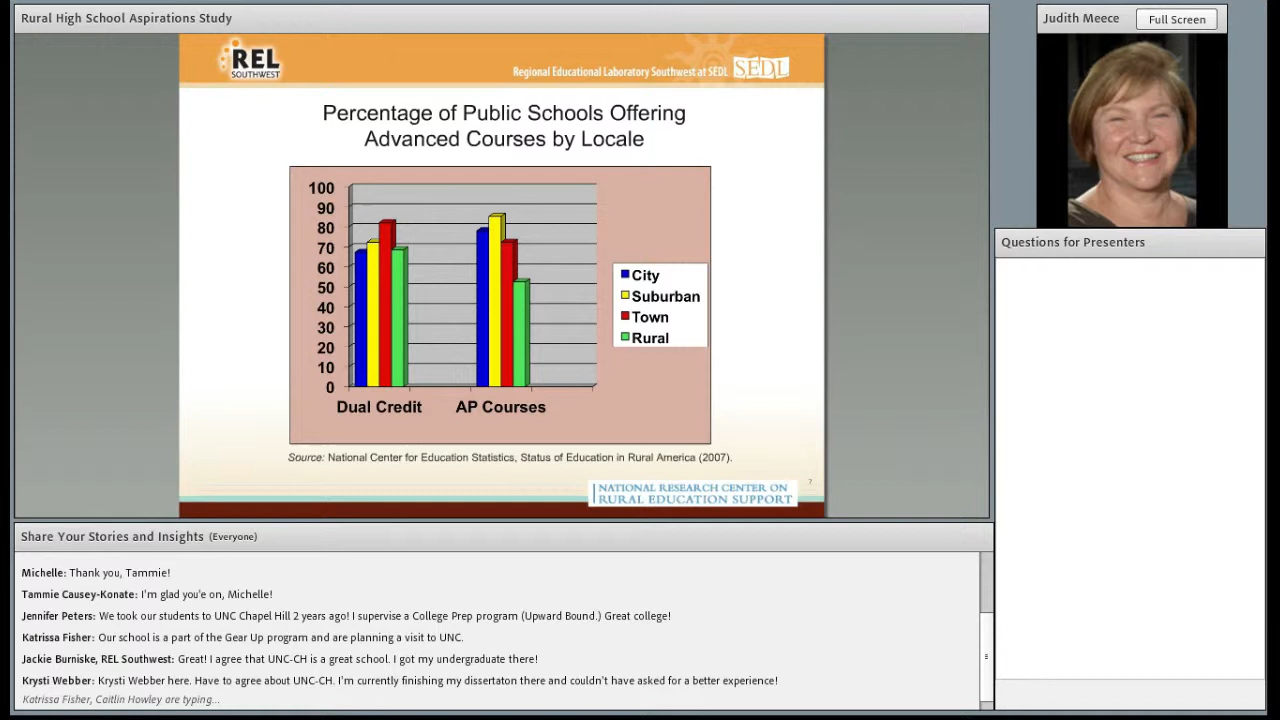 Rural High School Aspirations Study
REL
SOUTHWEST
Regional Educational Laboratory Southwest at SEDL
SEDL
Percentage of Public Schools Offering
Advanced Courses by Locale
100
90
80
70
60
50
40
30
20
10
0
Dual Credit
AP Courses
City
Suburban
Town
Rural
Source: National Center for Education Statistics, Status of Education in Rural America (2007).
7
NATIONAL RESEARCH CENTER ON
RURAL EDUCATION SUPPORT
Judith Meece
Full Screen
Questions for Presenters
Share Your Stories and Insights (Everyone)
Michelle: Thank you, Tammie!
Tammie Causey-Konate: I'm glad you'e on, Michelle!
Jennifer Peters: We took our students to UNC Chapel Hill 2 years ago! I supervise a College Prep program (Upward Bound.) Great college!
Katrissa Fisher: Our school is a part of the Gear Up program and are planning a visit to UNC.
Jackie Burniske, REL Southwest: Great! I agree that UNC-CH is a great school. I got my undergraduate there!
Krysti Webber: Krysti Webber here. Have to agree about UNC-CH. I'm currently finishing my dissertaton there and couldn't have asked for a better experience!
Katrissa Fisher, Caitlin Howley are typing...